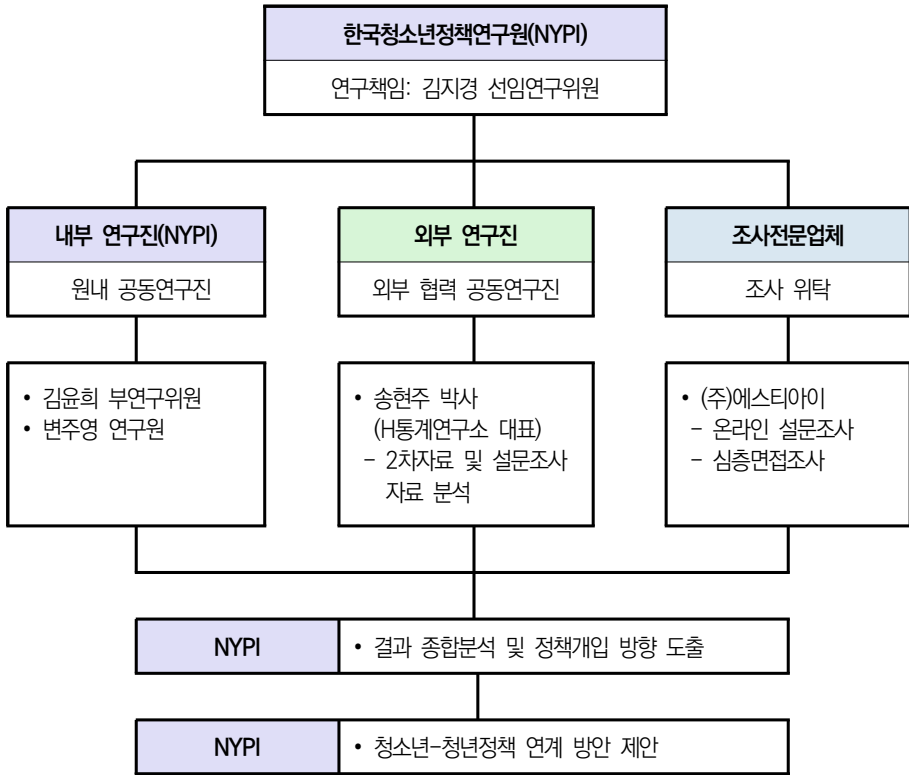 한국청소년정책연구원(NYPI)
연구책임: 김지경 선임연구위원
내부 연구진(NYPI)
원내 공동연구진
• 김윤희 부연구위원
• 변주영 연구원
외부 연구진
외부 협력 공동연구진
• 송현주 박사
(H통계연구소 대표)
- 2차자료 및 설문조사
자료 분석
조사전문업체
조사 위탁
• (주)에스티아이
- 온라인 설문조사
- 심층면접조사
NYPI
• 결과 종합분석 및 정책개입 방향 도출
NYPI
• 청소년-청년정책 연계 방안 제안